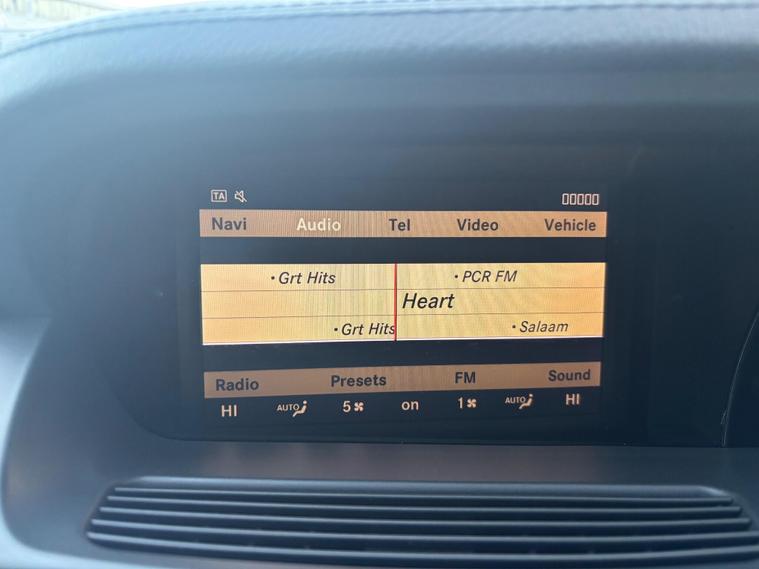 TA 00000
Navi Audio Tel Video Vehicle
• Grt Hits • PCR FM
Heart
• Grt Hits • Salaam
Radio Presets FM Sound
HI AUTO 5 on 1 AUTO HI